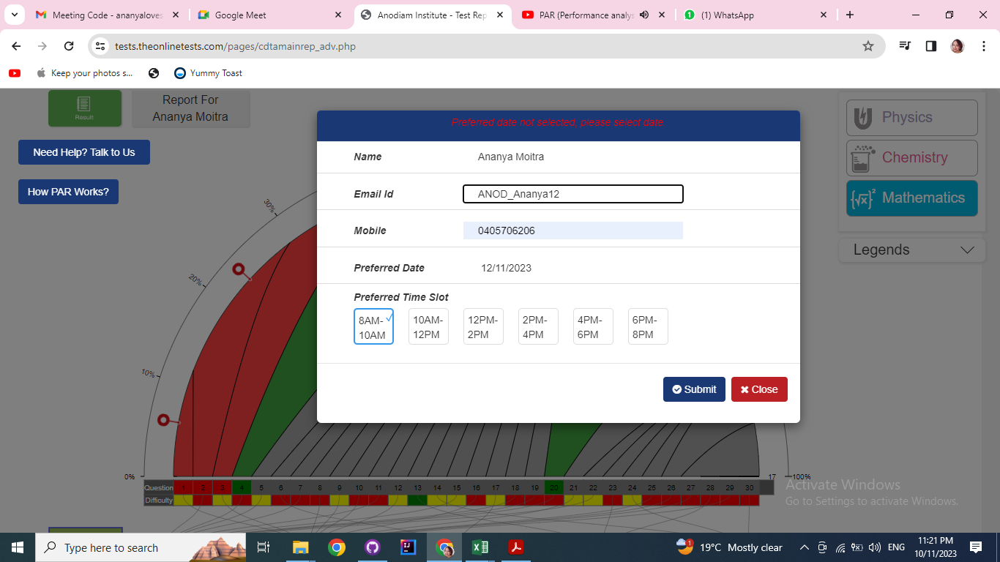 Meeting Code - ananyaloves
Google Meet
Anodiam Institute - Test Rep
PAR (Performance analys
(1) WhatsApp
tests.theonlinetests.com/pages/cdtamainrep_adv.php
Keep your photos s...
Yummy Toast
Result
Report For
Ananya Moitra
Need Help? Talk to Us
How PAR Works?
Preferred date not selected, please select date.
Name Ananya Moitra
Email Id ANOD_Ananya12
Mobile 0405706206
Preferred Date 12/11/2023
Preferred Time Slot
8AM-
10AM
10AM-
12PM
12PM-
2PM
2PM-
4PM
4PM-
6PM
6PM-
8PM
Submit Close
Physics
Chemistry
{√x}² Mathematics
Legends
30%
20%
10%
0%
17 100%
Question 1 2 3 4 5 6 7 8 9 10 11 12 13 14 15 16 17 18 19 20 21 22 23 24 25 26 27 28 29 30
Difficulty
Activate Windows
Go to Settings to activate Windows.
Type here to search
19°C Mostly clear
ENG
11:21 PM
10/11/2023